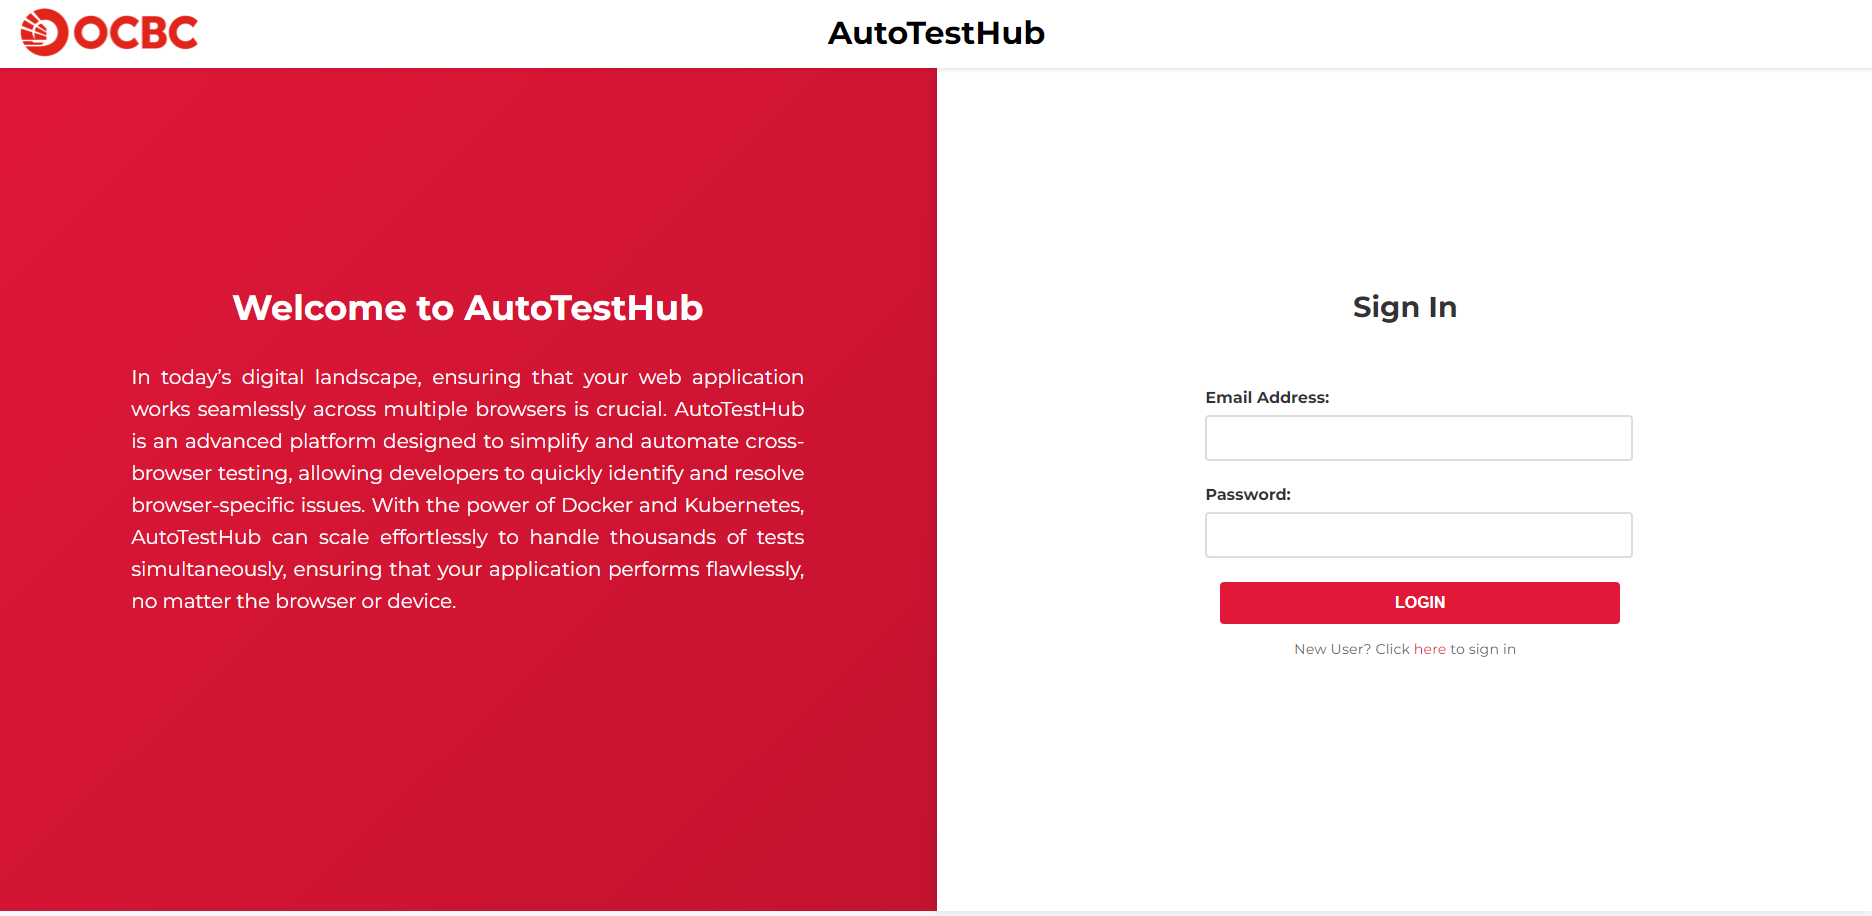 OCBC
AutoTestHub
Welcome to AutoTestHub
In today’s digital landscape, ensuring that your web application
works seamlessly across multiple browsers is crucial. AutoTestHub
is an advanced platform designed to simplify and automate cross-
browser testing, allowing developers to quickly identify and resolve
browser-specific issues. With the power of Docker and Kubernetes,
AutoTestHub can scale effortlessly to handle thousands of tests
simultaneously, ensuring that your application performs flawlessly,
no matter the browser or device.
Sign In
Email Address:
Password:
LOGIN
New User? Click here to sign in